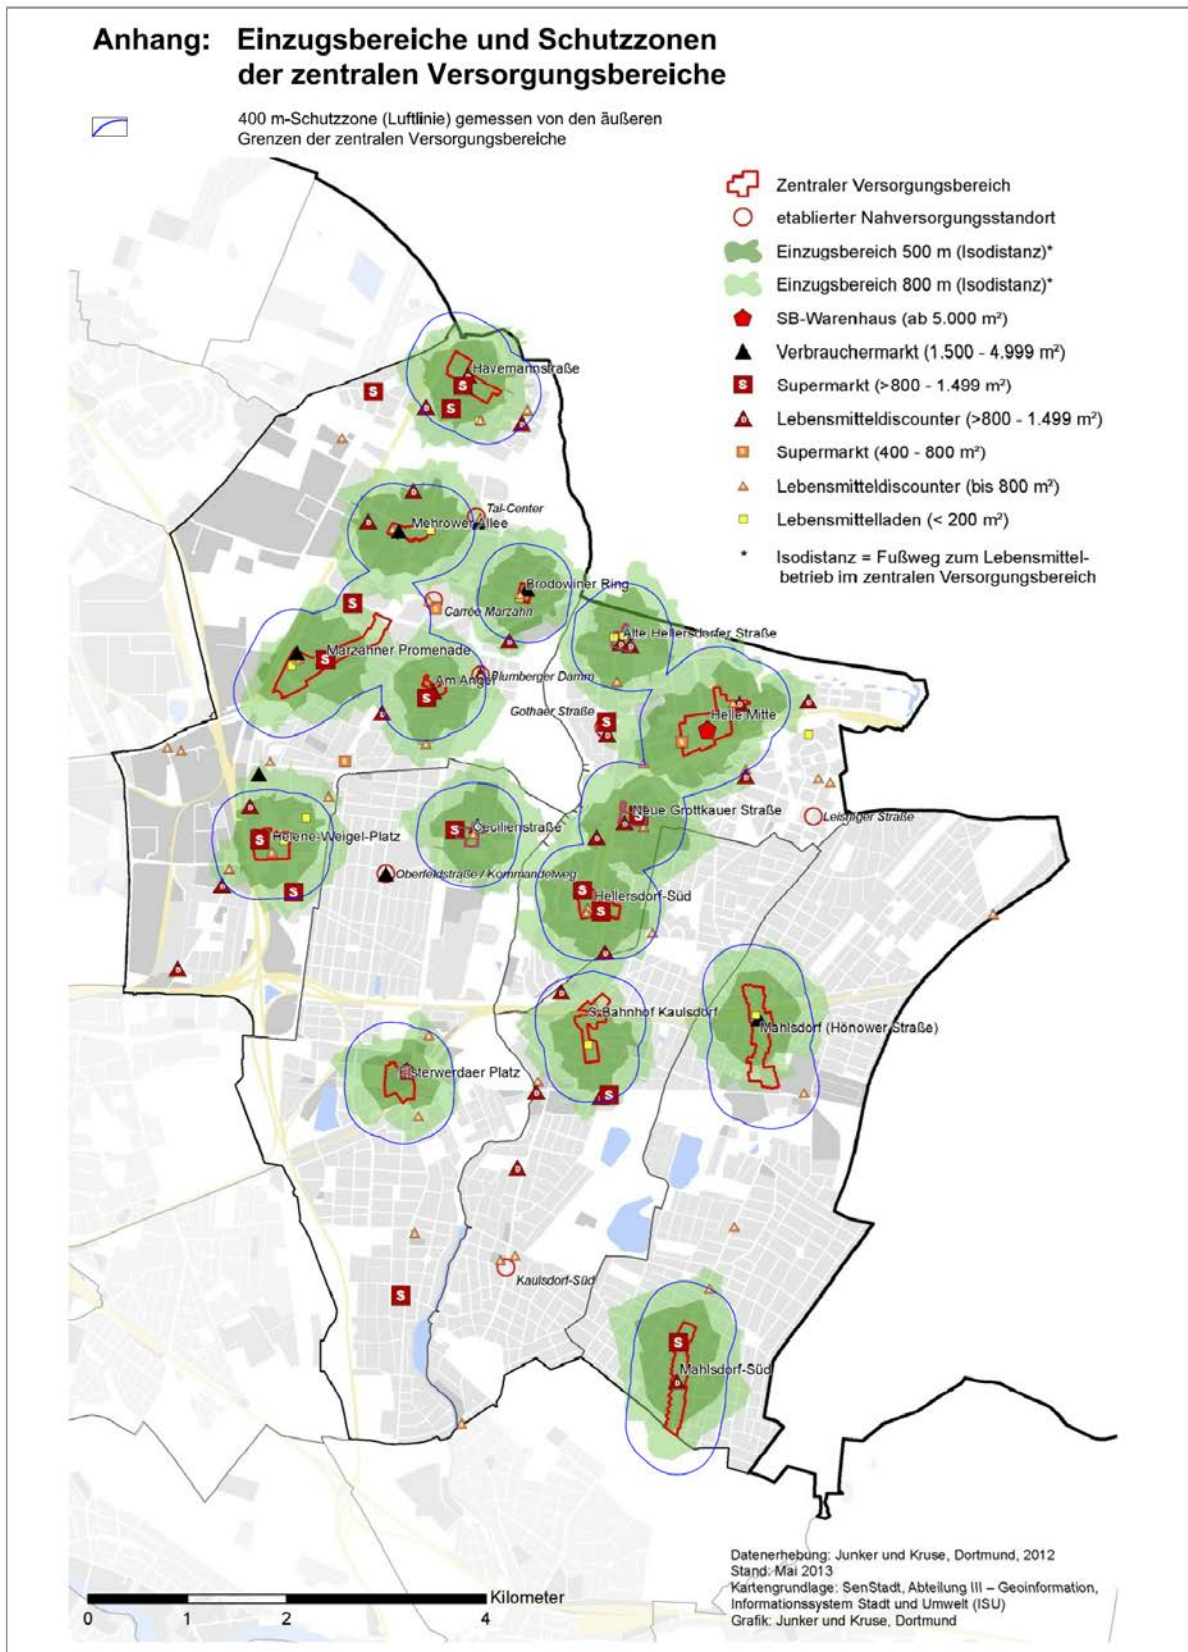 Anhang: Einzugsbereiche und Schutzzonen
der zentralen Versorgungsbereiche
400 m-Schutzzone (Luftlinie) gemessen von den äußeren
Grenzen der zentralen Versorgungsbereiche
Zentraler Versorgungsbereich
etablierter Nahversorgungsstandort
Einzugsbereich 500 m (Isodistanz)*
Einzugsbereich 800 m (Isodistanz)*
SB-Warenhaus (ab 5.000 m²)
Verbrauchermarkt (1.500 - 4.999 m²)
S Supermarkt (>800 - 1.499 m²)
D Lebensmitteldiscounter (>800 - 1.499 m²)
Supermarkt (400 - 800 m²)
Lebensmitteldiscounter (bis 800 m²)
Lebensmittelladen (< 200 m²)
* Isodistanz = Fußweg zum Lebensmittel-
betrieb im zentralen Versorgungsbereich
Havemannstraße
Tal-Center
Mehrower Allee
Brodowiner Ring
Carrée Marzahn
Alte Hellersdorfer Straße
Marzahner Promenade
Am Anger
Blumberger Damm
Gothaer Straße
Helle Mitte
Neue Grottkauer Straße
Leisniger Straße
Cecilienstraße
Helene-Weigel-Platz
Oberfeldstraße / Kornmandelweg
Hellersdorf-Süd
S-Bahnhof Kaulsdorf
Mahlsdorf (Hönower Straße)
Elsterwerdaer Platz
Kaulsdorf-Süd
Mahlsdorf-Süd
Kilometer
0 1 2 4
Datenerhebung: Junker und Kruse, Dortmund, 2012
Stand: Mai 2013
Kartengrundlage: SenStadt, Abteilung III – Geoinformation,
Informationssystem Stadt und Umwelt (ISU)
Grafik: Junker und Kruse, Dortmund